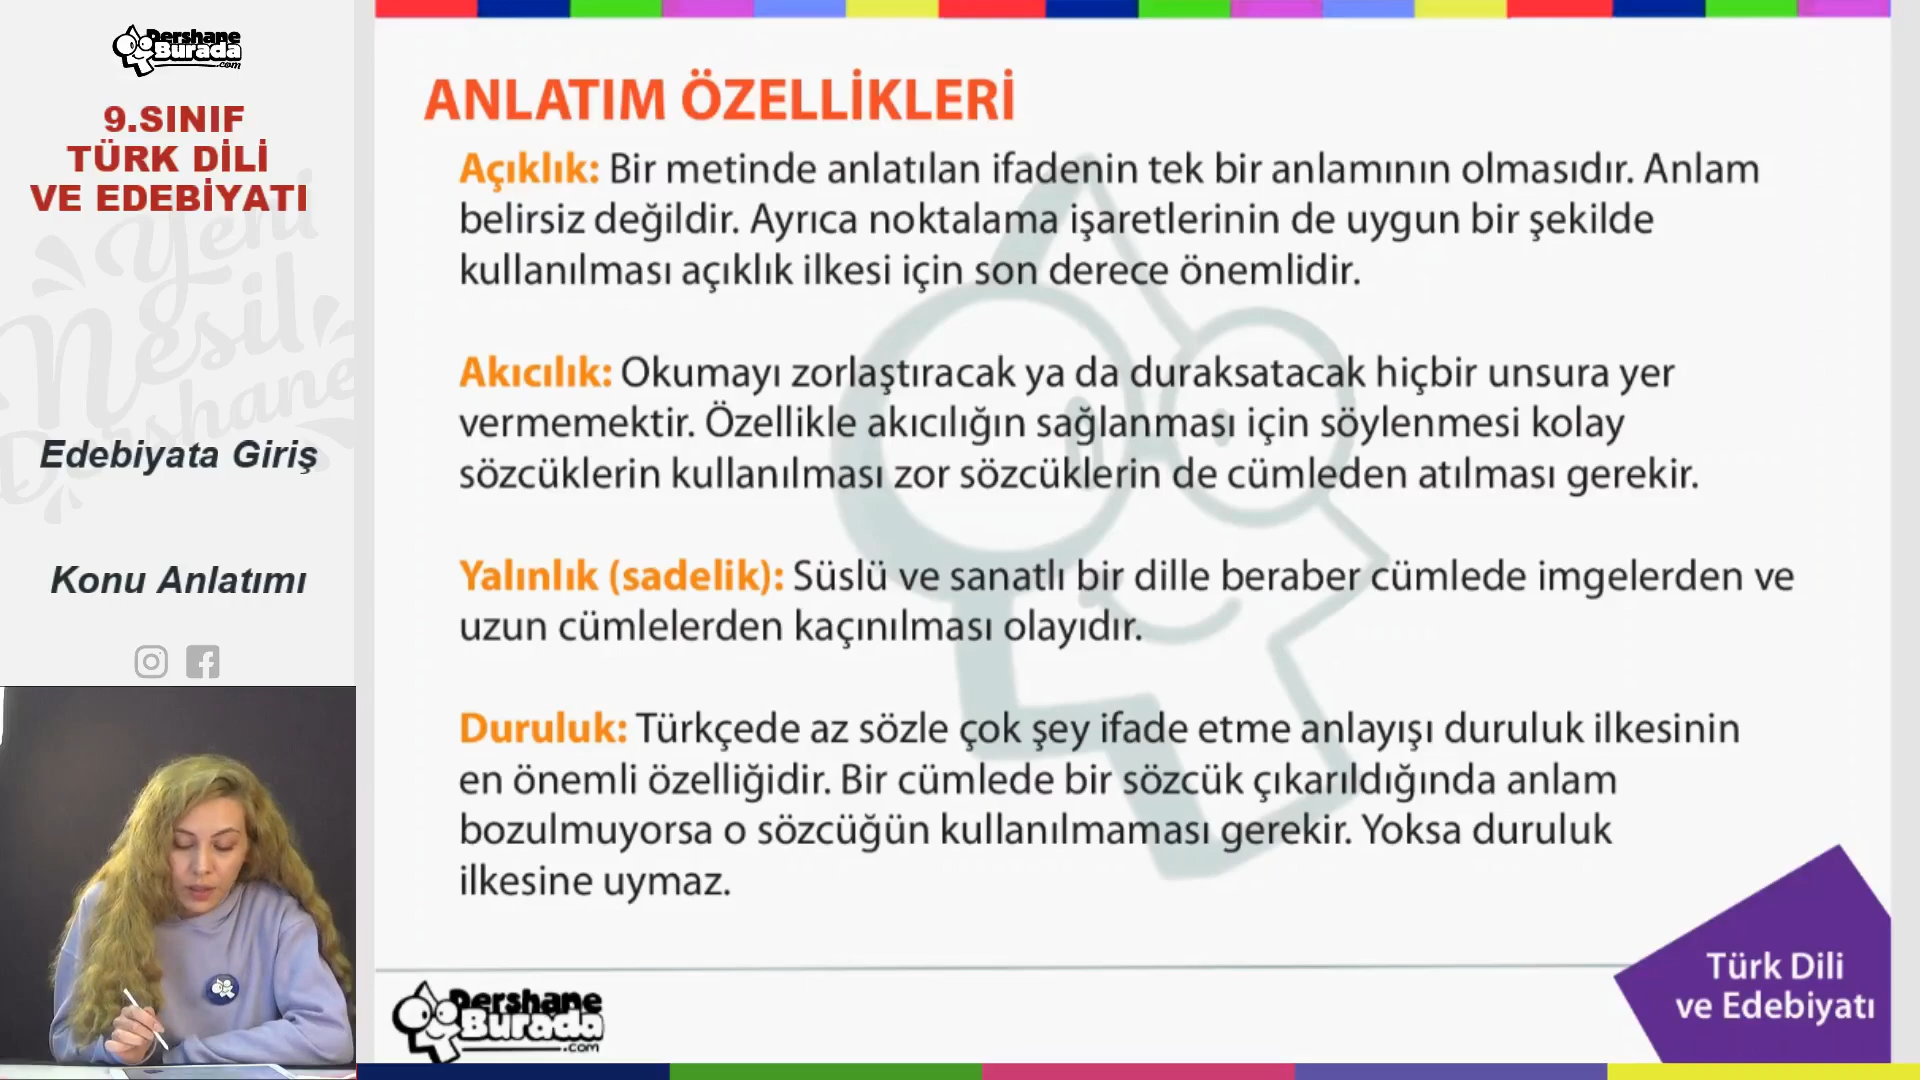 Dershane
Burada
.com
9.SINIF
TÜRK DİLİ
VE EDEBİYATI
Yeni
Nesil
Dershane
Edebiyata Giriş
Konu Anlatımı
ANLATIM ÖZELLİKLERİ
Açıklık: Bir metinde anlatılan ifadenin tek bir anlamının olmasıdır. Anlam
belirsiz değildir. Ayrıca noktalama işaretlerinin de uygun bir şekilde
kullanılması açıklık ilkesi için son derece önemlidir.
Akıcılık: Okumayı zorlaştıracak ya da duraksatacak hiçbir unsura yer
vermemektir. Özellikle akıcılığın sağlanması için söylenmesi kolay
sözcüklerin kullanılması zor sözcüklerin de cümleden atılması gerekir.
Yalınlık (sadelik): Süslü ve sanatlı bir dille beraber cümlede imgelerden ve
uzun cümlelerden kaçınılması olayıdır.
Duruluk: Türkçede az sözle çok şey ifade etme anlayışı duruluk ilkesinin
en önemli özelliğidir. Bir cümlede bir sözcük çıkarıldığında anlam
bozulmuyorsa o sözcüğün kullanılmaması gerekir. Yoksa duruluk
ilkesine uymaz.
Dershane
Burada
.com
Türk Dili
ve Edebiyatı